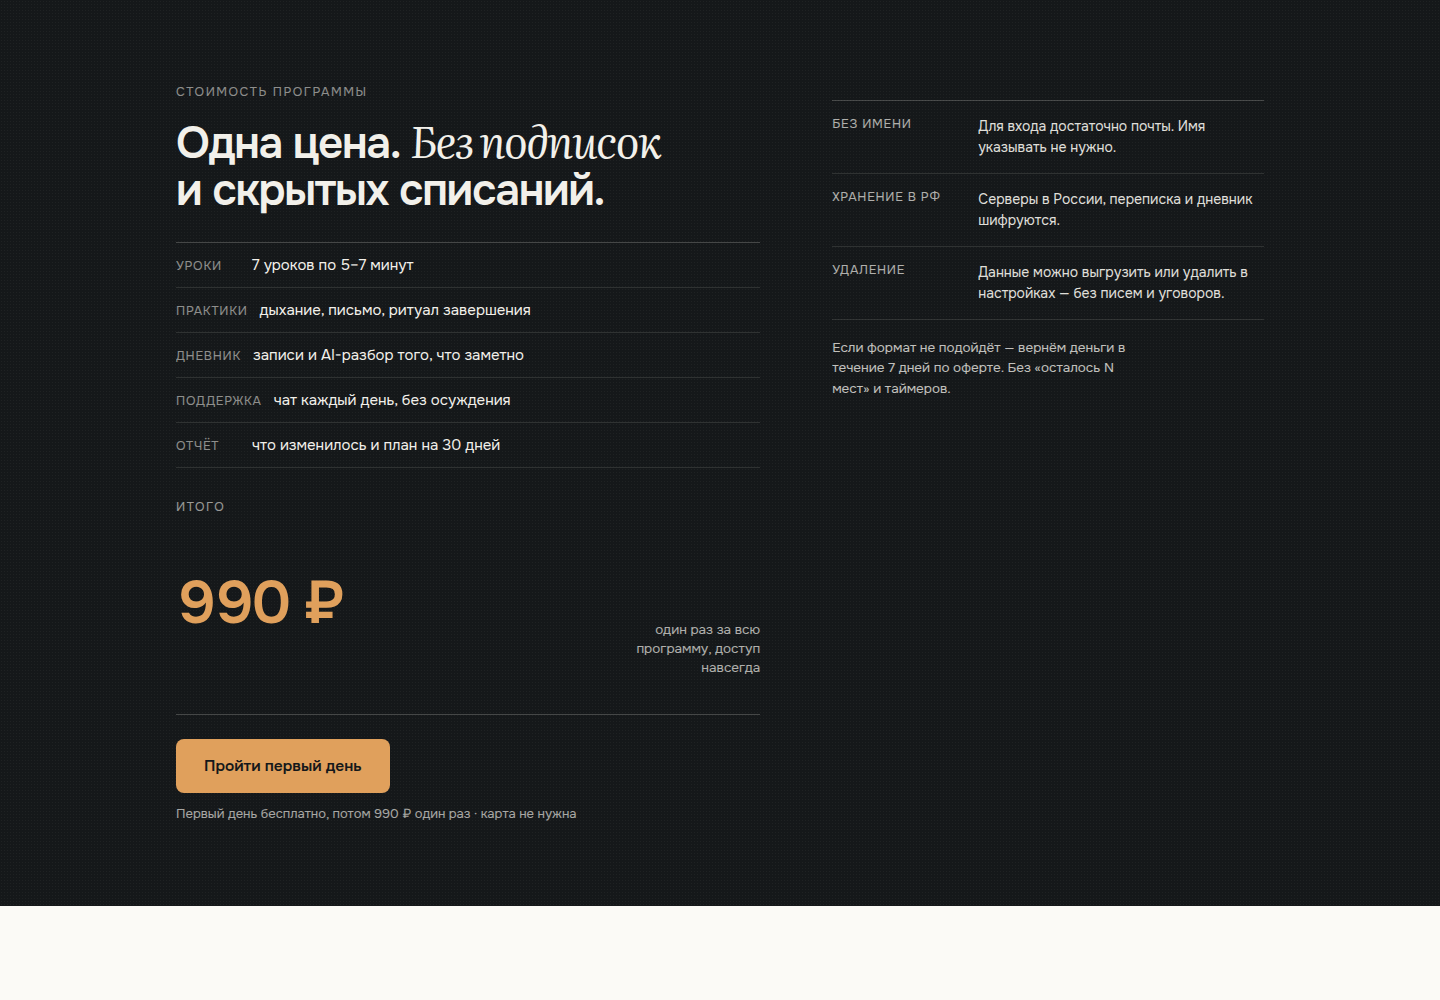 СТОИМОСТЬ ПРОГРАММЫ
Одна цена. Без подписок
и скрытых списаний.
УРОКИ 7 уроков по 5–7 минут
ПРАКТИКИ дыхание, письмо, ритуал завершения
ДНЕВНИК записи и AI-разбор того, что заметно
ПОДДЕРЖКА чат каждый день, без осуждения
ОТЧЁТ что изменилось и план на 30 дней
ИТОГО
990 ₽
один раз за всю
программу, доступ
навсегда
Пройти первый день
Первый день бесплатно, потом 990 ₽ один раз · карта не нужна
БЕЗ ИМЕНИ Для входа достаточно почты. Имя
указывать не нужно.
ХРАНЕНИЕ В РФ Серверы в России, переписка и дневник
шифруются.
УДАЛЕНИЕ Данные можно выгрузить или удалить в
настройках — без писем и уговоров.
Если формат не подойдёт — вернём деньги в
течение 7 дней по оферте. Без «осталось N
мест» и таймеров.